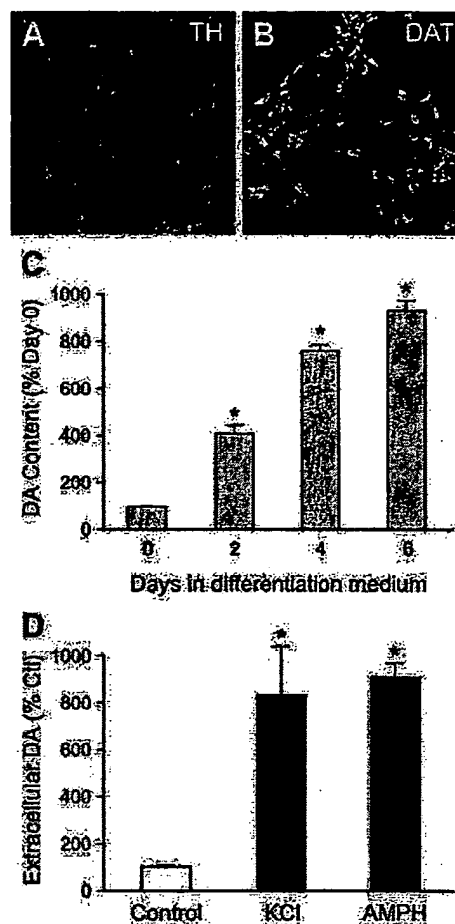 A TH B DAT
C
DA Content (% Day 0)
1000
800
600
400
200
0
0 2 4 6
Days in differentiation medium
D
Extracellular DA (% Ctl)
1000
800
600
400
200
0
Control KCl AMPH
* * *
* *